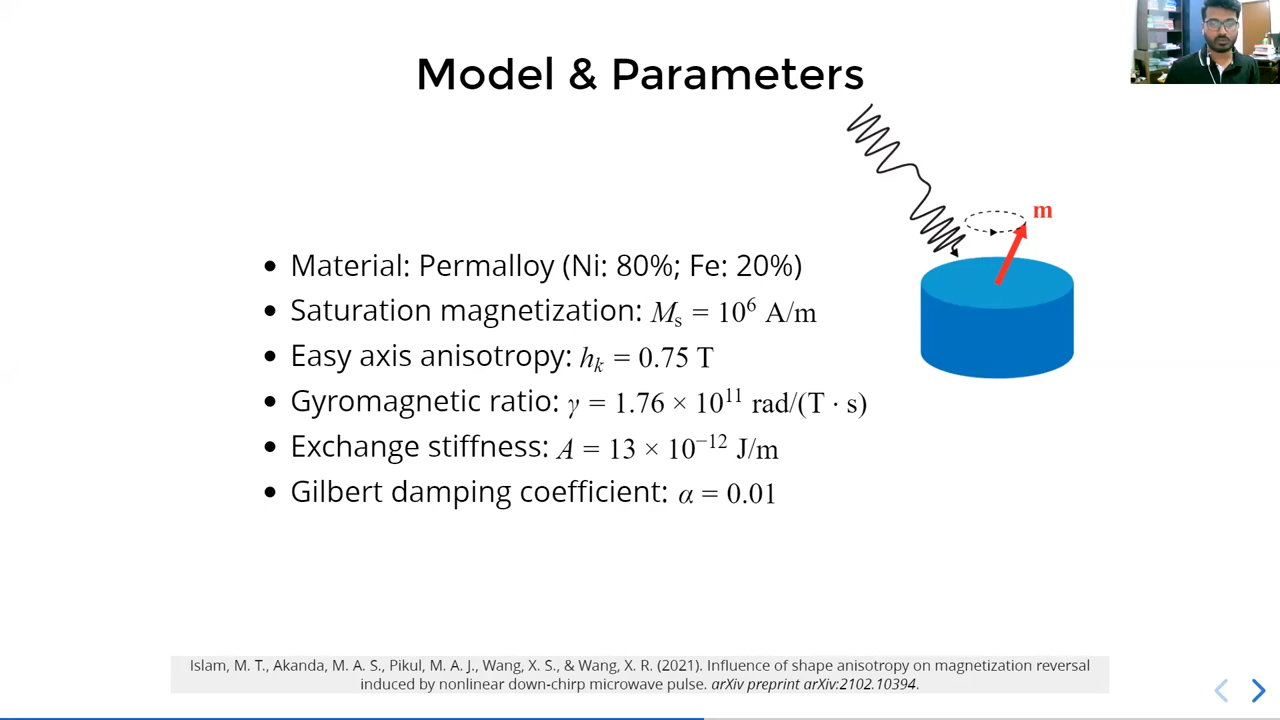 Model & Parameters
m
• Material: Permalloy (Ni: 80%; Fe: 20%)
• Saturation magnetization: Mₛ = 10⁶ A/m
• Easy axis anisotropy: hₖ = 0.75 T
• Gyromagnetic ratio: γ = 1.76 × 10¹¹ rad/(T · s)
• Exchange stiffness: A = 13 × 10⁻¹² J/m
• Gilbert damping coefficient: α = 0.01
Islam, M. T., Akanda, M. A. S., Pikul, M. A. J., Wang, X. S., & Wang, X. R. (2021). Influence of shape anisotropy on magnetization reversal
induced by nonlinear down-chirp microwave pulse. arXiv preprint arXiv:2102.10394.